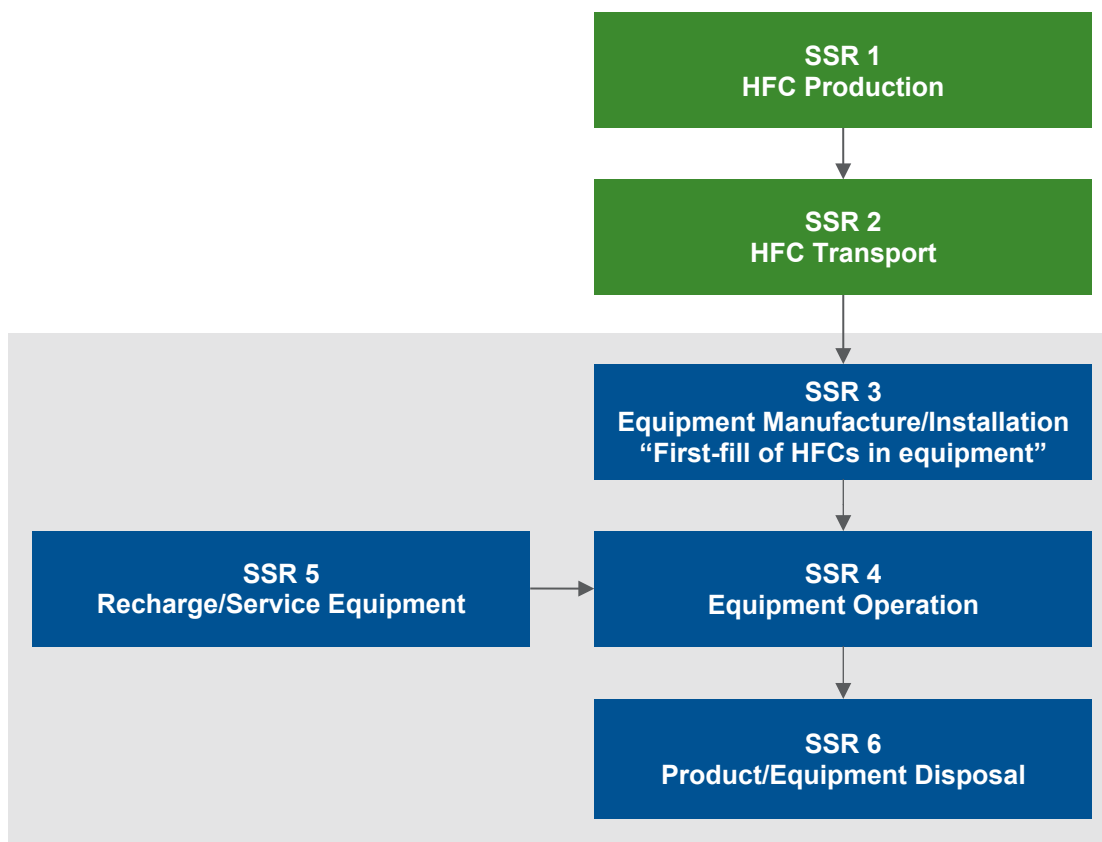 SSR 1
HFC Production
SSR 2
HFC Transport
SSR 3
Equipment Manufacture/Installation
“First-fill of HFCs in equipment”
SSR 5
Recharge/Service Equipment
SSR 4
Equipment Operation
SSR 6
Product/Equipment Disposal